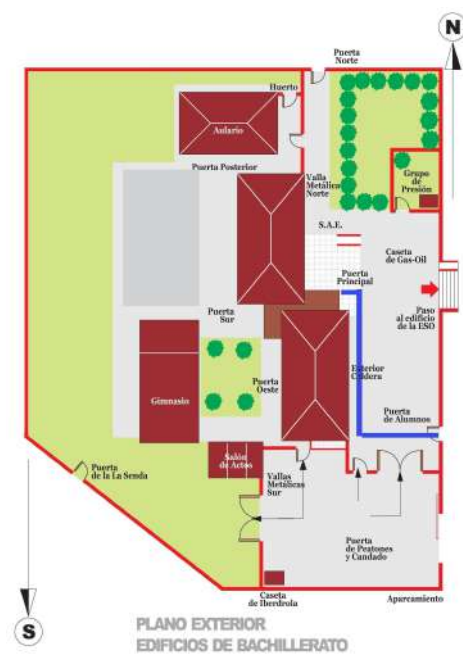 N
Puerta
Norte
Huerto
Aulario
Grupo
de
Presión
Puerta Posterior
Valla
Metálica
Norte
S.A.E.
Caseta
de Gas-Oil
Puerta
Principal
Paso
al edificio
de la ESO
Puerta
Sur
Exterior
Caldera
Puerta
Oeste
Gimnasio
Puerta
de Alumnos
Salón
de Actos
Puerta
de la La Senda
Vallas
Metálicas
Sur
Puerta
de Peatones
y Candado
Caseta
de Iberdrola
Aparcamiento
S
PLANO EXTERIOR
EDIFICIOS DE BACHILLERATO